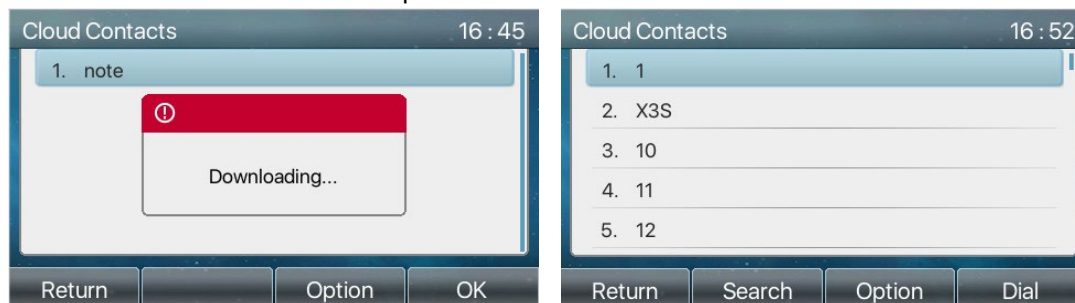 Cloud Contacts 16 : 45
1. note
Downloading...
Return Option OK
Cloud Contacts 16 : 52
1. 1
2. X3S
3. 10
4. 11
5. 12
Return Search Option Dial